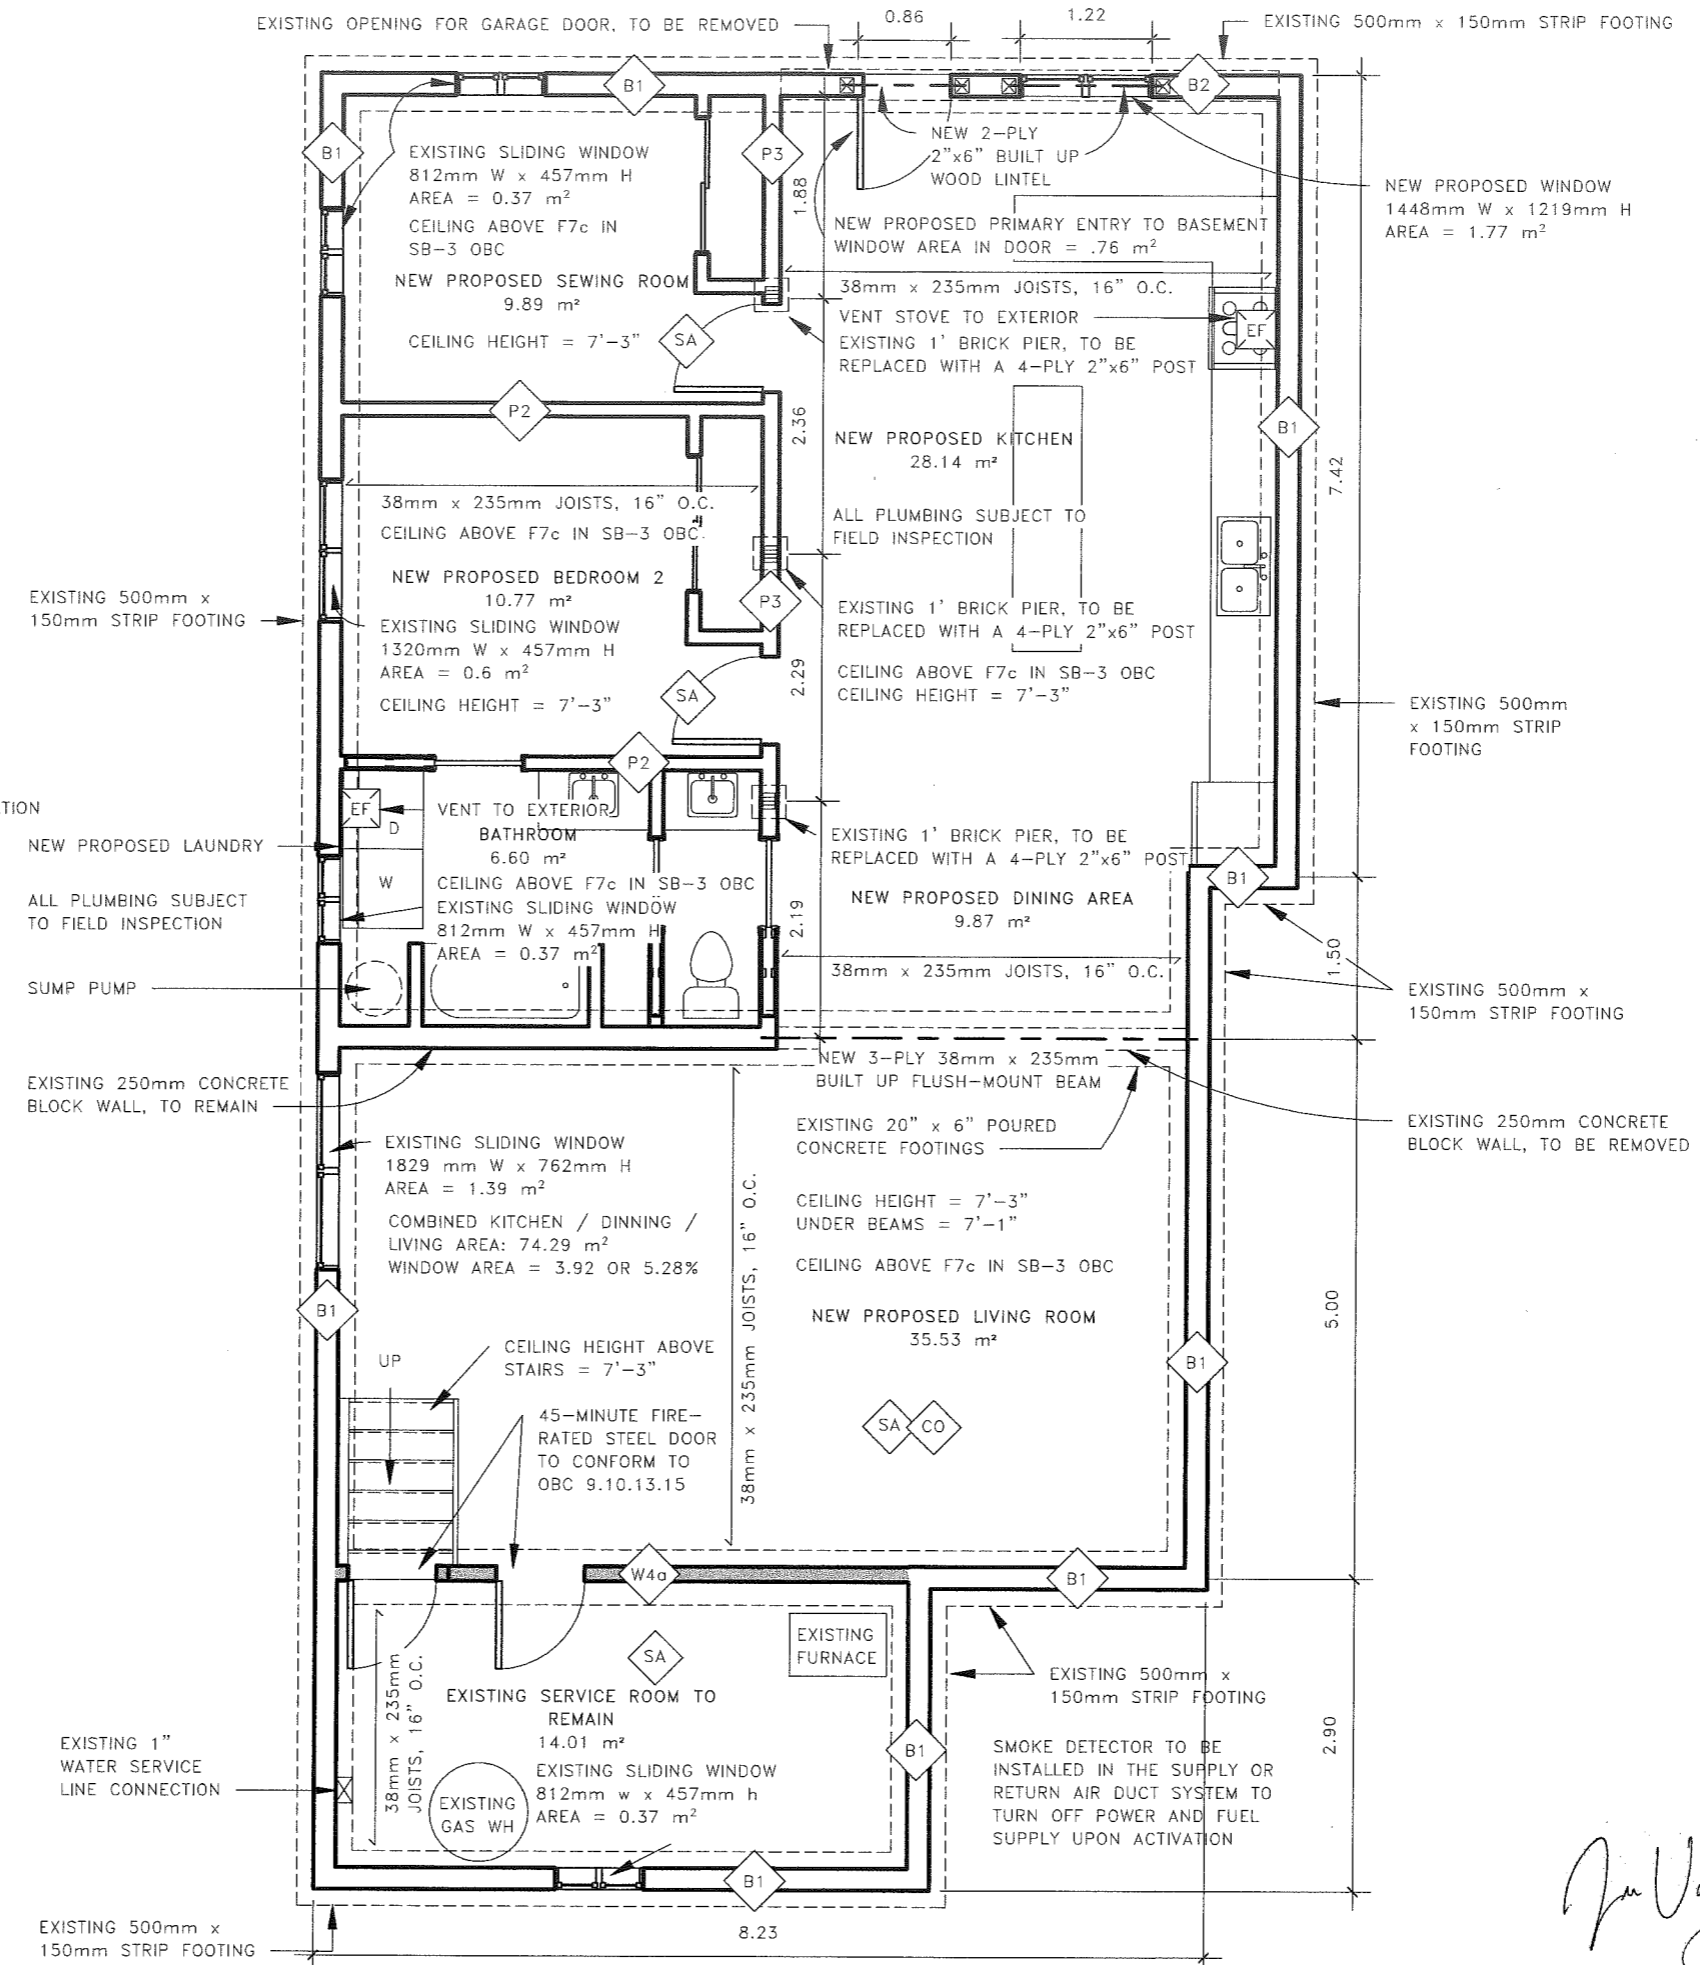 EXISTING OPENING FOR GARAGE DOOR, TO BE REMOVED
0.86
1.22
EXISTING 500mm x 150mm STRIP FOOTING
B1
B2
B1
P3
EXISTING SLIDING WINDOW
812mm W x 457mm H
AREA = 0.37 m²
CEILING ABOVE F7c IN
SB-3 OBC
NEW PROPOSED SEWING ROOM
9.89 m²
CEILING HEIGHT = 7'-3"
SA
1.88
NEW 2-PLY
2"x6" BUILT UP
WOOD LINTEL
NEW PROPOSED WINDOW
1448mm W x 1219mm H
AREA = 1.77 m²
NEW PROPOSED PRIMARY ENTRY TO BASEMENT
WINDOW AREA IN DOOR = .76 m²
38mm x 235mm JOISTS, 16" O.C.
VENT STOVE TO EXTERIOR
EF
EXISTING 1' BRICK PIER, TO BE
REPLACED WITH A 4-PLY 2"x6" POST
P2
2.36
B1
NEW PROPOSED KITCHEN
28.14 m²
7.42
38mm x 235mm JOISTS, 16" O.C.
CEILING ABOVE F7c IN SB-3 OBC
ALL PLUMBING SUBJECT TO
FIELD INSPECTION
NEW PROPOSED BEDROOM 2
10.77 m²
P3
EXISTING 500mm x
150mm STRIP FOOTING
EXISTING SLIDING WINDOW
1320mm W x 457mm H
AREA = 0.6 m²
CEILING HEIGHT = 7'-3"
SA
2.29
EXISTING 1' BRICK PIER, TO BE
REPLACED WITH A 4-PLY 2"x6" POST
CEILING ABOVE F7c IN SB-3 OBC
CEILING HEIGHT = 7'-3"
EXISTING 500mm
x 150mm STRIP
FOOTING
P2
TION
NEW PROPOSED LAUNDRY
EF
D
W
VENT TO EXTERIOR
BATHROOM
6.60 m²
CEILING ABOVE F7c IN SB-3 OBC
EXISTING SLIDING WINDOW
812mm W x 457mm H
AREA = 0.37 m²
EXISTING 1' BRICK PIER, TO BE
REPLACED WITH A 4-PLY 2"x6" POST
B1
NEW PROPOSED DINING AREA
9.87 m²
2.19
1.50
38mm x 235mm JOISTS, 16" O.C.
ALL PLUMBING SUBJECT
TO FIELD INSPECTION
SUMP PUMP
EXISTING 500mm x
150mm STRIP FOOTING
NEW 3-PLY 38mm x 235mm
BUILT UP FLUSH-MOUNT BEAM
EXISTING 250mm CONCRETE
BLOCK WALL, TO REMAIN
EXISTING 20" x 6" POURED
CONCRETE FOOTINGS
EXISTING 250mm CONCRETE
BLOCK WALL, TO BE REMOVED
EXISTING SLIDING WINDOW
1829 mm W x 762mm H
AREA = 1.39 m²
COMBINED KITCHEN / DINNING /
LIVING AREA: 74.29 m²
WINDOW AREA = 3.92 OR 5.28%
38mm x 235mm JOISTS, 16" O.C.
CEILING HEIGHT = 7'-3"
UNDER BEAMS = 7'-1"
CEILING ABOVE F7c IN SB-3 OBC
B1
NEW PROPOSED LIVING ROOM
35.53 m²
5.00
B1
UP
CEILING HEIGHT ABOVE
STAIRS = 7'-3"
45-MINUTE FIRE-
RATED STEEL DOOR
TO CONFORM TO
OBC 9.10.13.15
SA
CO
W4a
B1
38mm x 235mm
JOISTS, 16" O.C.
SA
EXISTING
FURNACE
EXISTING SERVICE ROOM TO
REMAIN
14.01 m²
EXISTING 500mm x
150mm STRIP FOOTING
2.90
B1
EXISTING 1"
WATER SERVICE
LINE CONNECTION
EXISTING
GAS WH
EXISTING SLIDING WINDOW
812mm w x 457mm h
AREA = 0.37 m²
SMOKE DETECTOR TO BE
INSTALLED IN THE SUPPLY OR
RETURN AIR DUCT SYSTEM TO
TURN OFF POWER AND FUEL
SUPPLY UPON ACTIVATION
B1
EXISTING 500mm x
150mm STRIP FOOTING
8.23